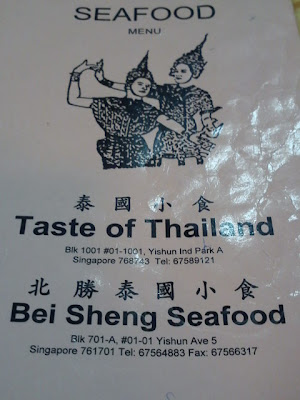 SEAFOOD
MENU
泰國小食
Taste of Thailand
Blk 1001 #01-1001, Yishun Ind Park A
Singapore 768743 Tel: 67589121
北勝泰國小食
Bei Sheng Seafood
Blk 701-A, #01-01 Yishun Ave 5
Singapore 761701 Tel: 67564883 Fax: 67566317